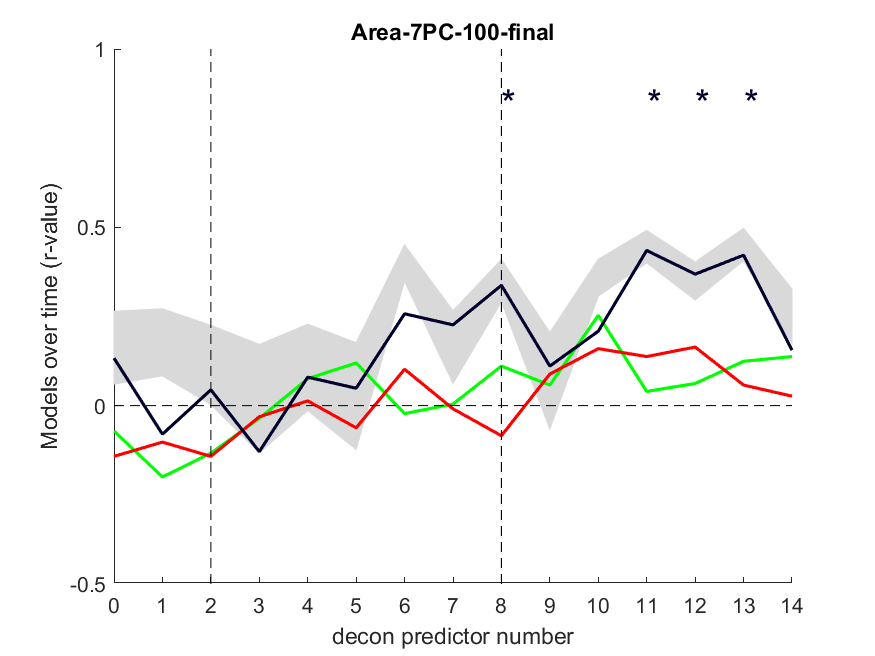 Area-7PC-100-final
1
* * * *
0.5
0
-0.5
Models over time (r-value)
0 1 2 3 4 5 6 7 8 9 10 11 12 13 14
decon predictor number